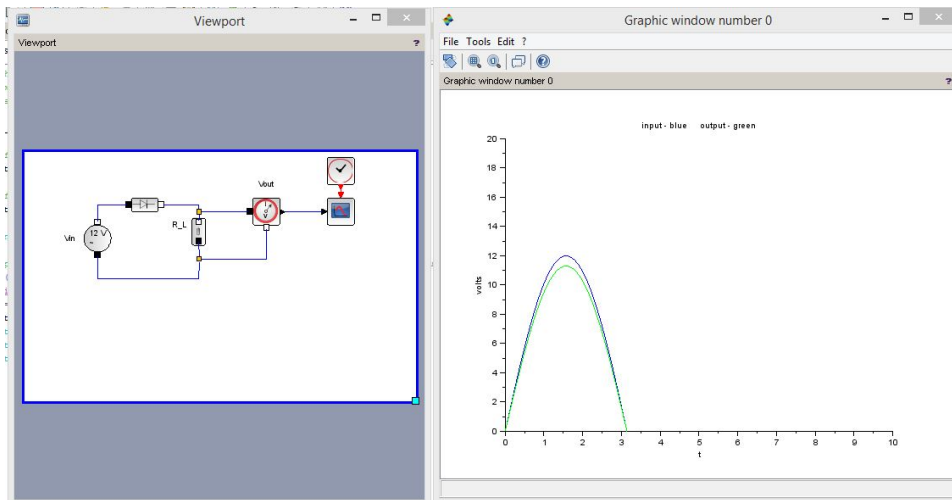 Viewport
Viewport
?
Vout
R_L
Vin
12 V
~
Graphic window number 0
File Tools Edit ?
Graphic window number 0
?
input - blue output - green
volts
20
18
16
14
12
10
8
6
4
2
0
0 1 2 3 4 5 6 7 8 9 10
t